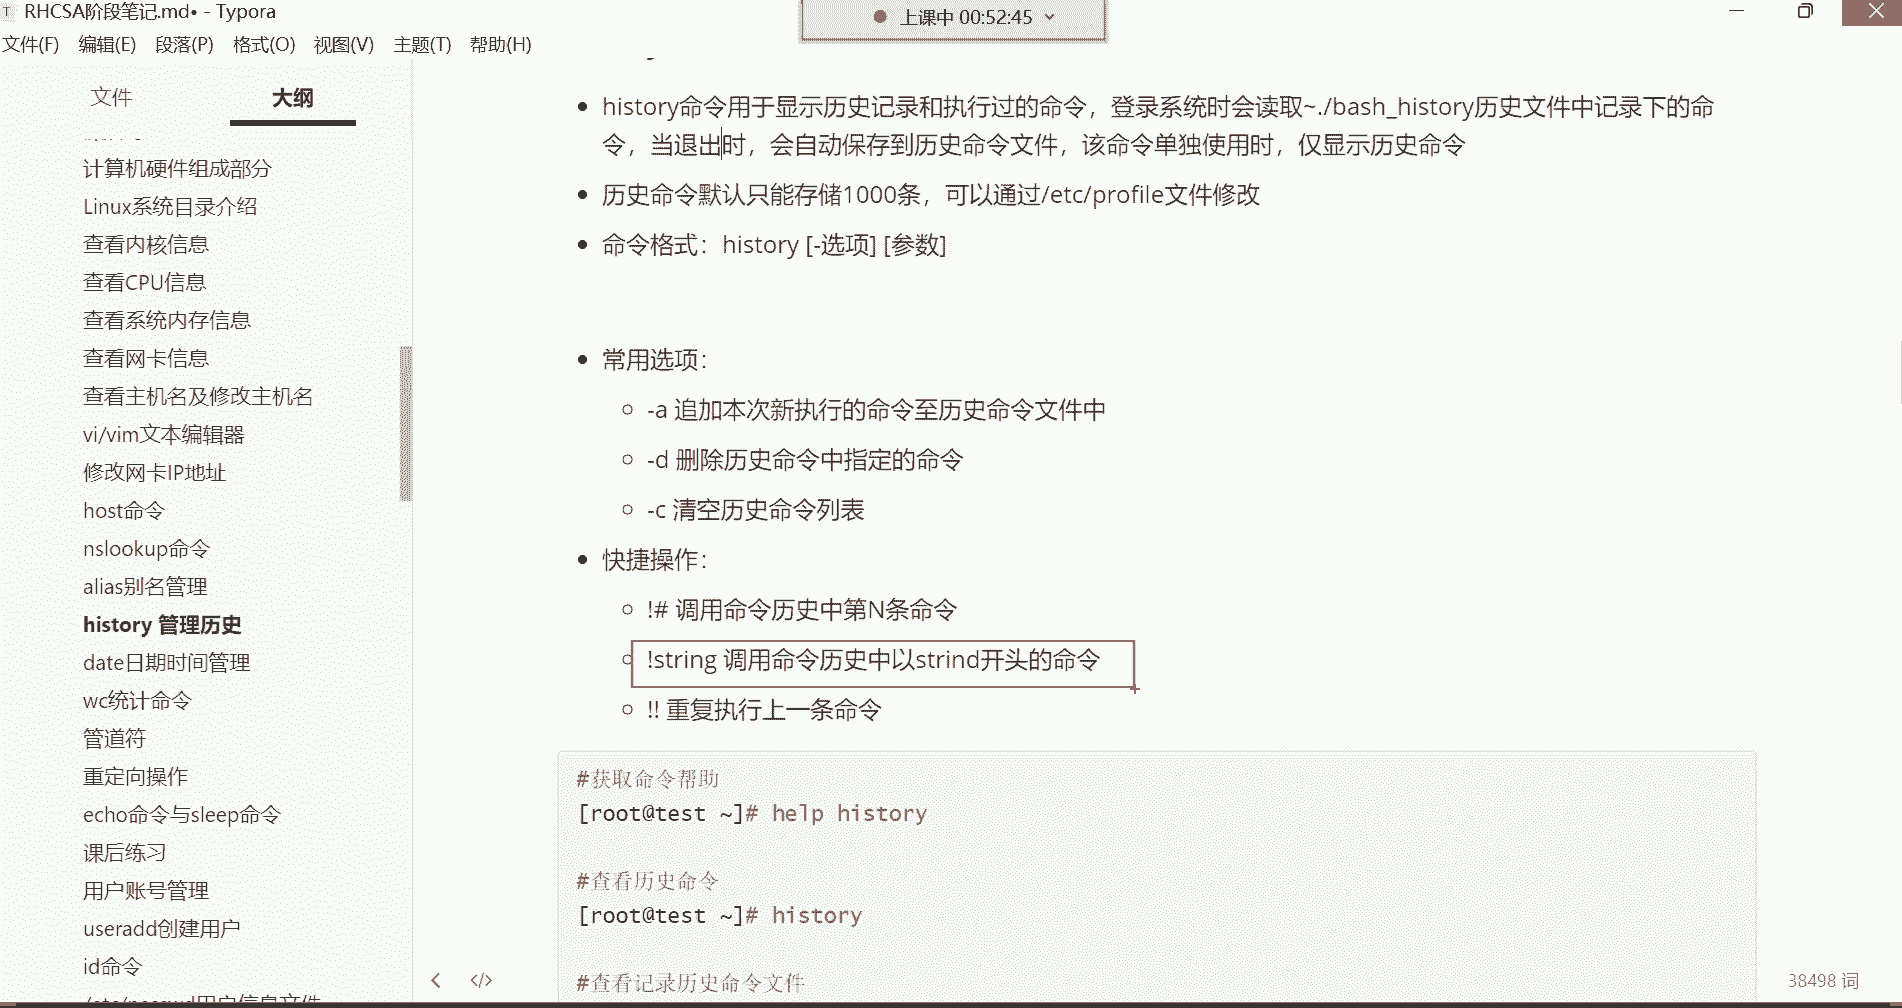 RHCSA阶段笔记.md• - Typora
上课中 00:52:45
文件(F) 编辑(E) 段落(P) 格式(O) 视图(V) 主题(T) 帮助(H)
文件 大纲
计算机硬件组成部分
Linux系统目录介绍
查看内核信息
查看CPU信息
查看系统内存信息
查看网卡信息
查看主机名及修改主机名
vi/vim文本编辑器
修改网卡IP地址
host命令
nslookup命令
alias别名管理
history 管理历史
date日期时间管理
wc统计命令
管道符
重定向操作
echo命令与sleep命令
课后练习
用户账号管理
useradd创建用户
id命令
/etc/passwd用户信息文件
history命令用于显示历史记录和执行过的命令，登录系统时会读取~./bash_history历史文件中记录下的命
令，当退出时，会自动保存到历史命令文件，该命令单独使用时，仅显示历史命令
历史命令默认只能存储1000条，可以通过/etc/profile文件修改
命令格式：history [-选项] [参数]
常用选项：
-a 追加本次新执行的命令至历史命令文件中
-d 删除历史命令中指定的命令
-c 清空历史命令列表
快捷操作：
!# 调用命令历史中第N条命令
!string 调用命令历史中以strind开头的命令
!! 重复执行上一条命令
#获取命令帮助
[root@test ~]# help history
#查看历史命令
[root@test ~]# history
#查看记录历史命令文件
38498 词